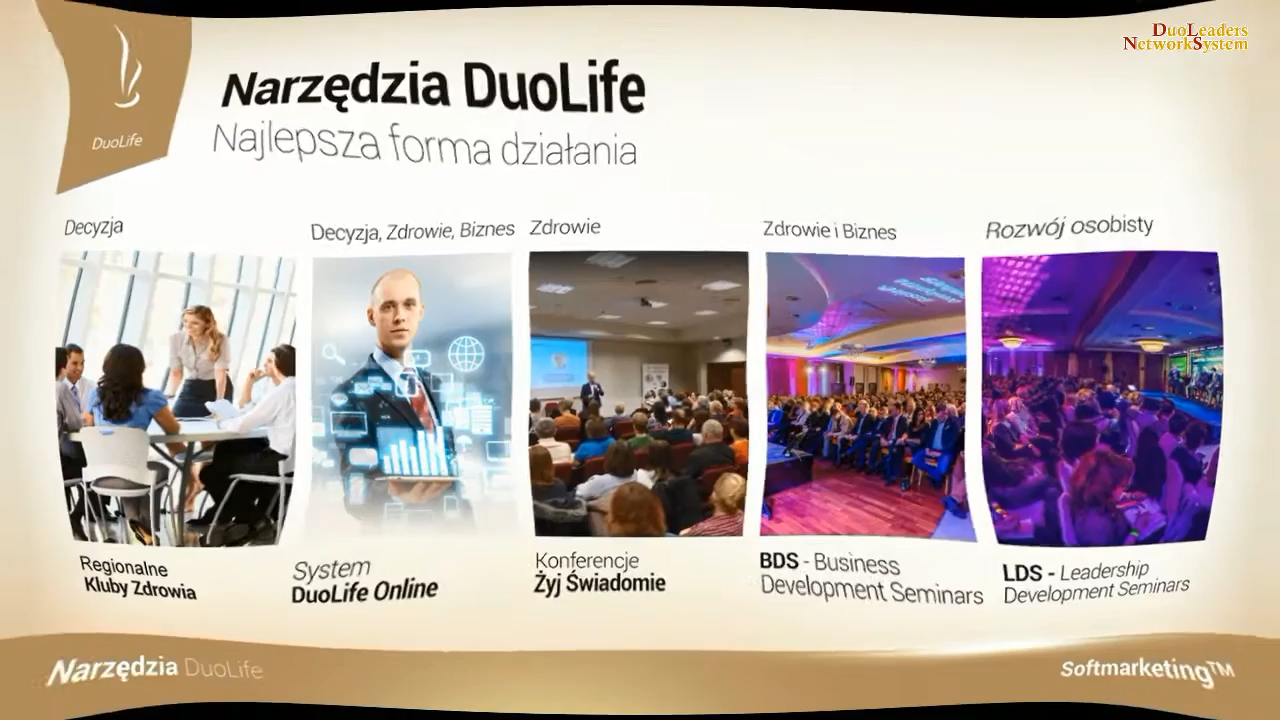 DuoLeaders
NetworkSystem
DuoLife
Narzędzia DuoLife
Najlepsza forma działania
Decyzja
Decyzja, Zdrowie, Biznes
Zdrowie
Zdrowie i Biznes
Rozwój osobisty
Regionalne
Kluby Zdrowia
System
DuoLife Online
Konferencje
Żyj Świadomie
BDS - Business
Development Seminars
LDS - Leadership
Development Seminars
Narzędzia DuoLife
Softmarketing™